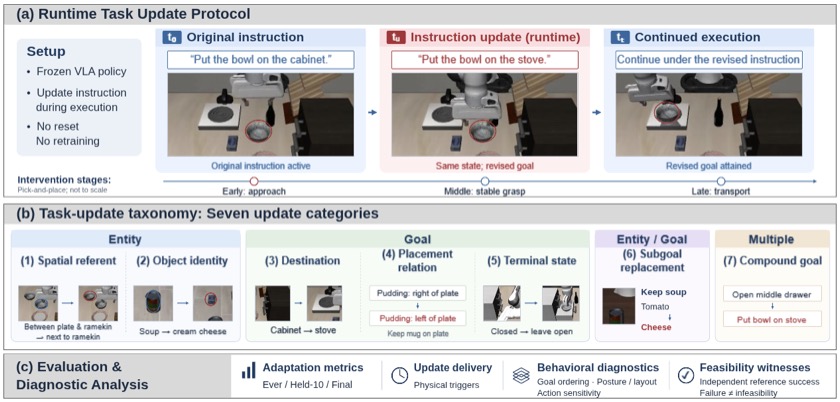 (a) Runtime Task Update Protocol
Setup
• Frozen VLA policy
• Update instruction
during execution
• No reset
No retraining
t₀ Original instruction
"Put the bowl on the cabinet."
Original instruction active
tᵤ Instruction update (runtime)
"Put the bowl on the stove."
Same state; revised goal
tₜ Continued execution
Continue under the revised instruction
Revised goal attained
Intervention stages:
Pick-and-place; not to scale
Early: approach
Middle: stable grasp
Late: transport
(b) Task-update taxonomy: Seven update categories
Entity
(1) Spatial referent
Between plate & ramekin
→ next to ramekin
(2) Object identity
Soup → cream cheese
Goal
(3) Destination
Cabinet → stove
(4) Placement
relation
Pudding: right of plate
Pudding: left of plate
Keep mug on plate
(5) Terminal state
Closed → leave open
Entity / Goal
(6) Subgoal
replacement
Keep soup
Tomato
↓
Cheese
Multiple
(7) Compound goal
Open middle drawer
↓
Put bowl on stove
(c) Evaluation &
Diagnostic Analysis
Adaptation metrics
Ever / Held-10 / Final
Update delivery
Physical triggers
Behavioral diagnostics
Goal ordering · Posture / layout
Action sensitivity
Feasibility witnesses
Independent reference success
Failure ≠ infeasibility